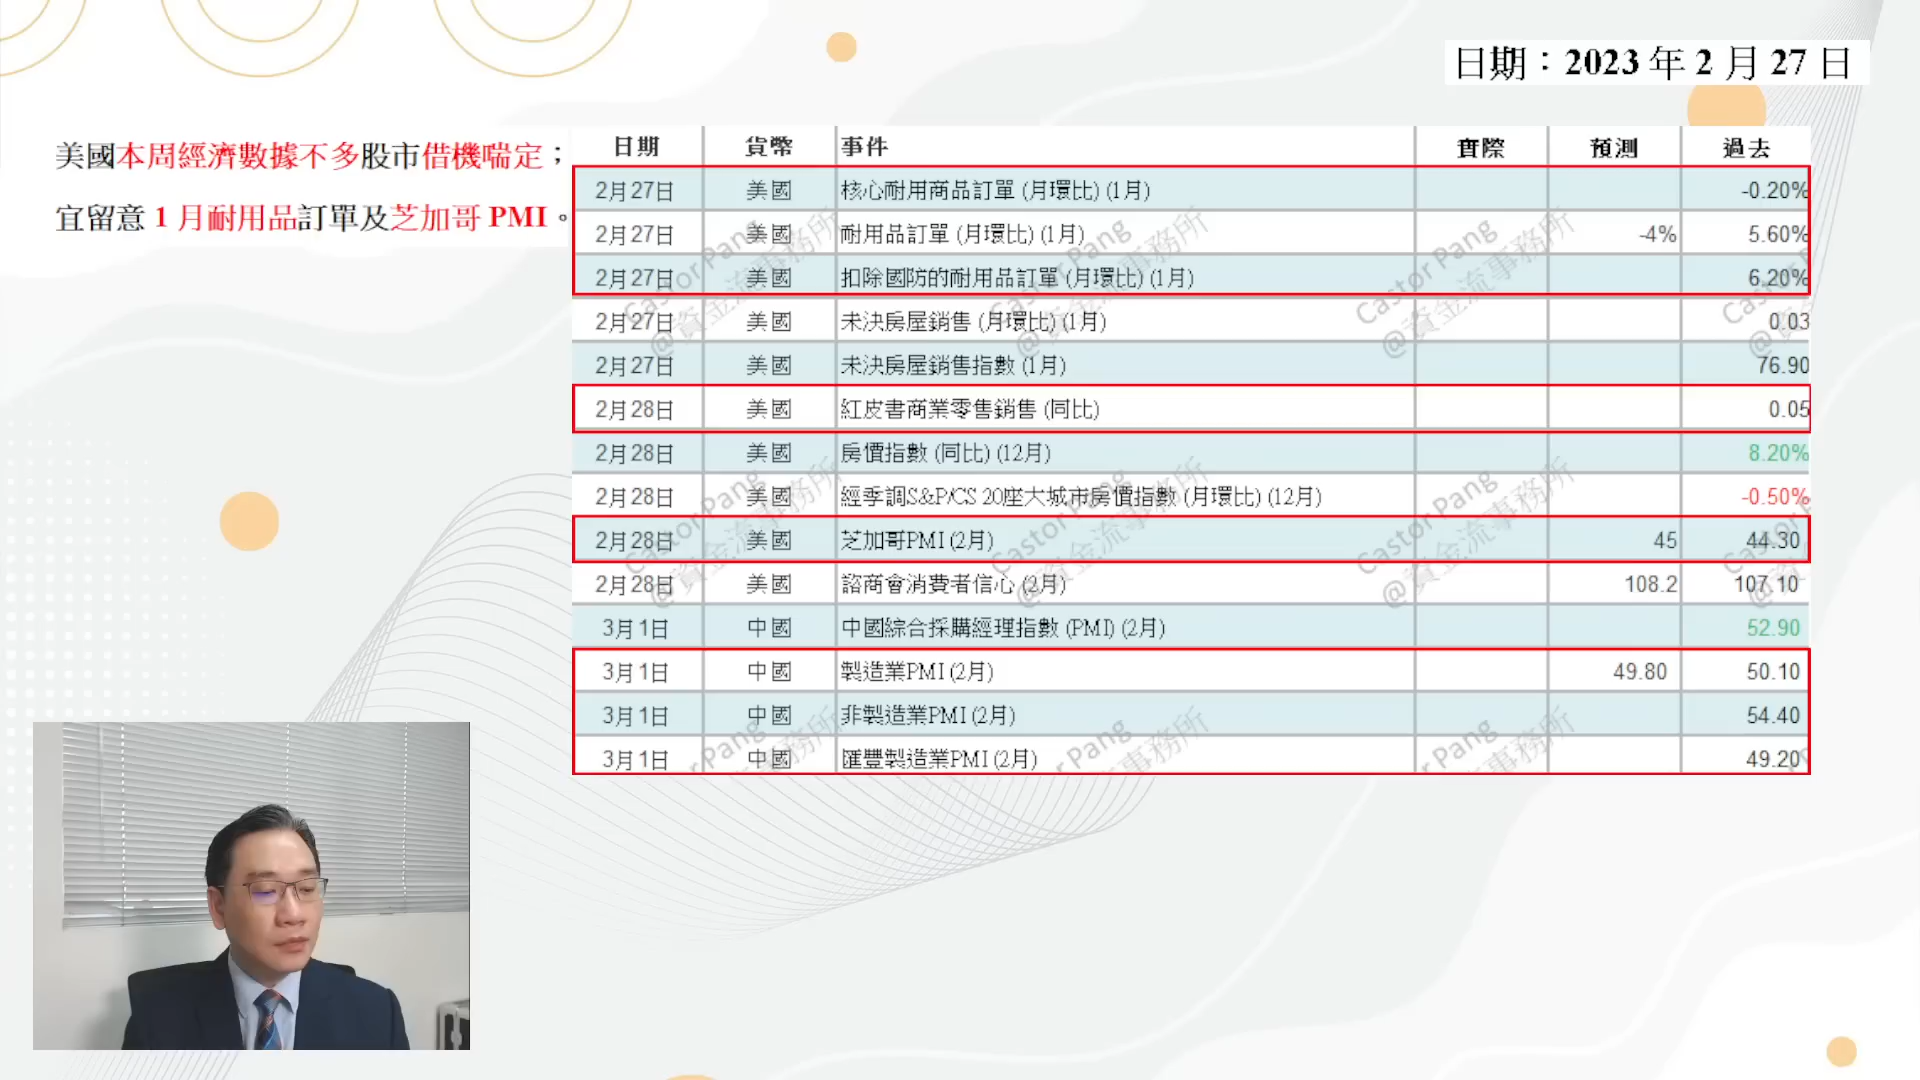 日期：2023 年 2 月 27 日
美國本周經濟數據不多股市借機喘定；
宜留意 1 月耐用品訂單及芝加哥 PMI。
日期 貨幣 事件 實際 預測 過去
2月27日 美國 核心耐用商品訂單 (月環比) (1月) -0.20%
2月27日 美國 耐用品訂單 (月環比) (1月) -4% 5.60%
2月27日 美國 扣除國防的耐用品訂單 (月環比) (1月) 6.20%
2月27日 美國 未決房屋銷售 (月環比) (1月) 0.03
2月27日 美國 未決房屋銷售指數 (1月) 76.90
2月28日 美國 紅皮書商業零售銷售 (同比) 0.05
2月28日 美國 房價指數 (同比) (12月) 8.20%
2月28日 美國 經季調S&P/CS 20座大城市房價指數 (月環比) (12月) -0.50%
2月28日 美國 芝加哥PMI (2月) 45 44.30
2月28日 美國 諮商會消費者信心 (2月) 108.2 107.10
3月1日 中國 中國綜合採購經理指數 (PMI) (2月) 52.90
3月1日 中國 製造業PMI (2月) 49.80 50.10
3月1日 中國 非製造業PMI (2月) 54.40
3月1日 中國 匯豐製造業PMI (2月) 49.20
Castor Pang
@資金流事務所